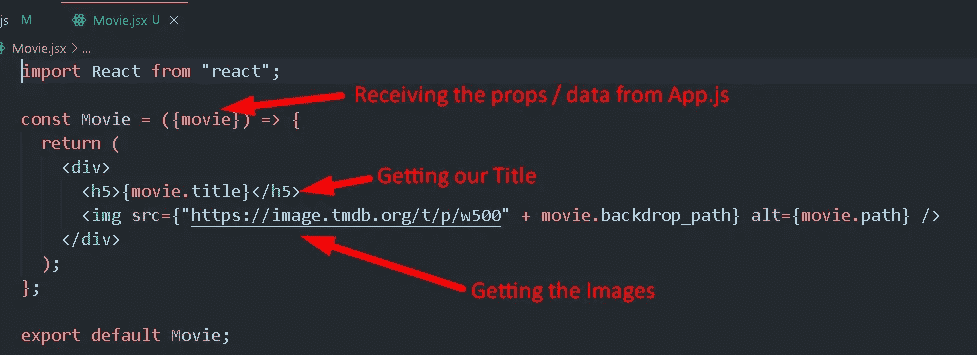 js M Movie.jsx U ×
Movie.jsx > ...
import React from "react";
Receiving the props / data from App.js
const Movie = ({movie}) => {
return (
<div>
Getting our Title
<h5>{movie.title}</h5>
<img src={"https://image.tmdb.org/t/p/w500" + movie.backdrop_path} alt={movie.path} />
</div>
);
Getting the Images
};
export default Movie;